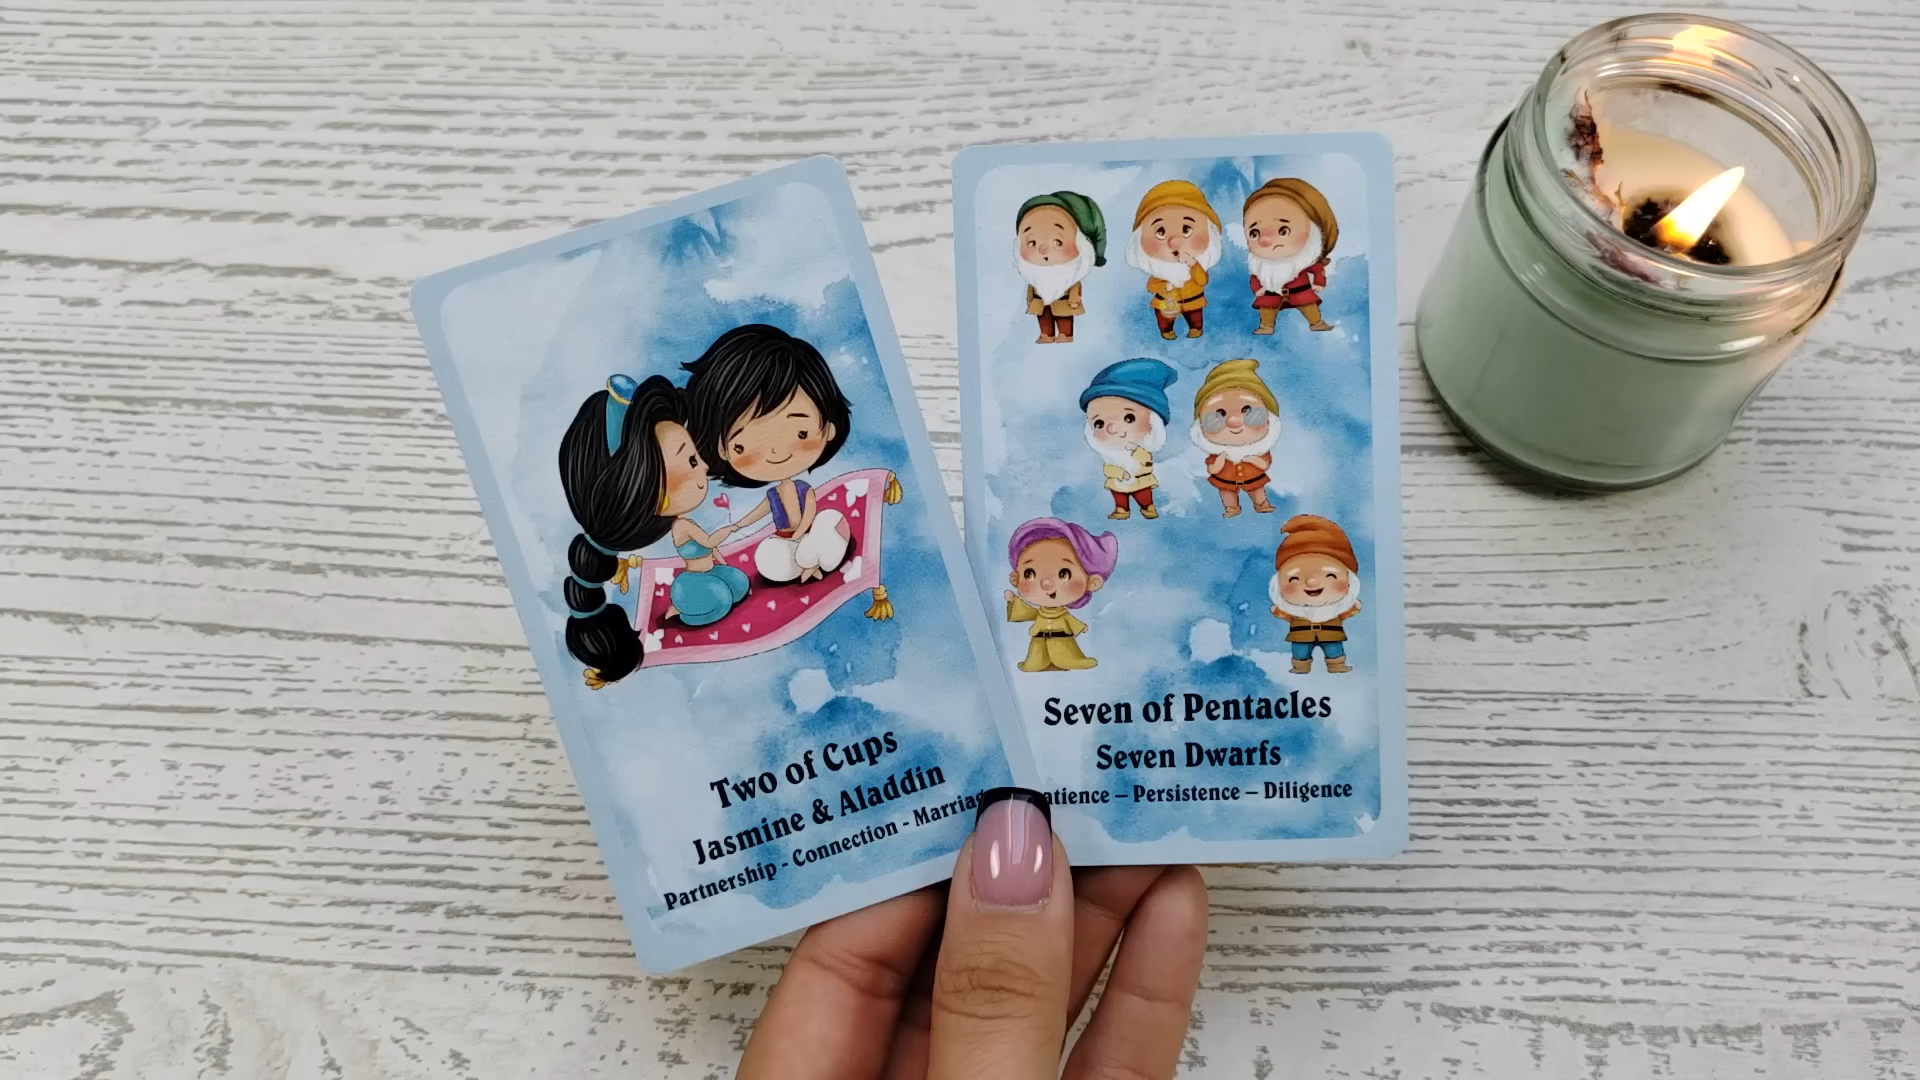 Two of Cups
Jasmine & Aladdin
Partnership - Connection -
Seven of Pentacles
Seven Dwarfs
– Persistence – Diligence